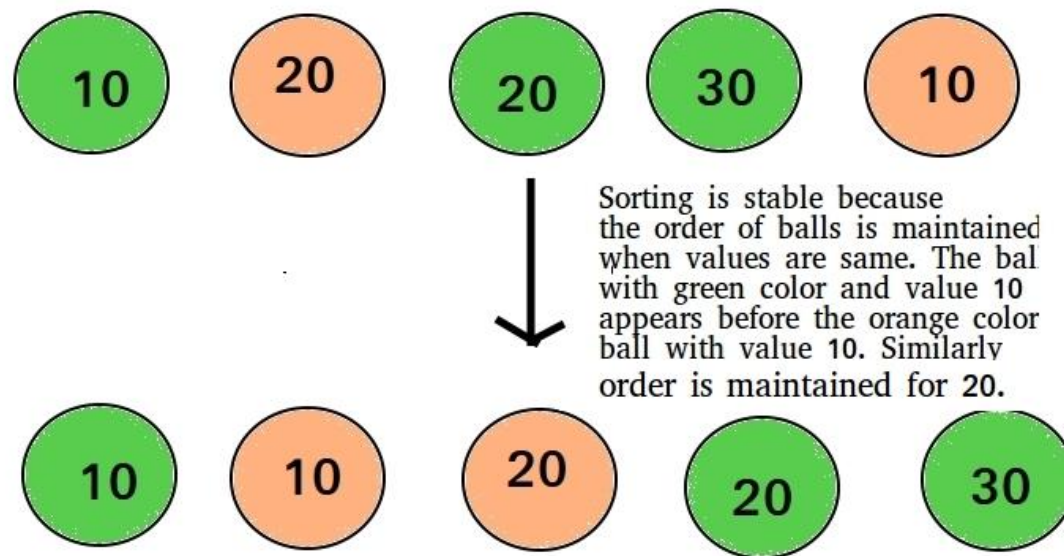 10 20 20 30 10
Sorting is stable because
the order of balls is maintained
when values are same. The bal
with green color and value 10
appears before the orange color
ball with value 10. Similarly
order is maintained for 20.
10 10 20 20 30